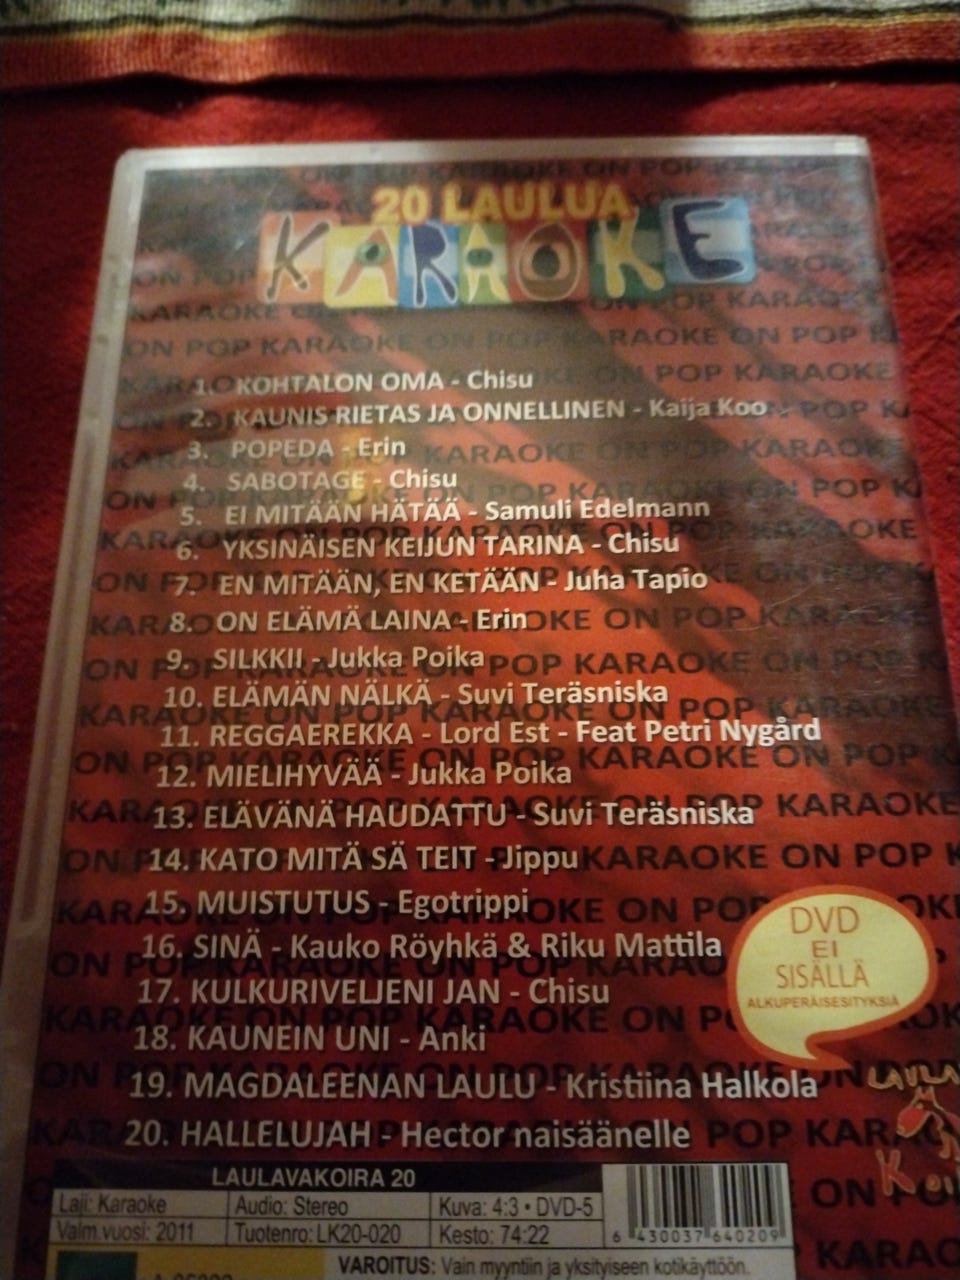 20 LAULUA
KARAOKE
1. KOHTALON OMA - Chisu
2. KAUNIS RIETAS JA ONNELLINEN - Kaija Koo
3. POPEDA - Erin
4. SABOTAGE - Chisu
5. EI MITÄÄN HÄTÄÄ - Samuli Edelmann
6. YKSINÄISEN KEIJUN TARINA - Chisu
7. EN MITÄÄN, EN KETÄÄN - Juha Tapio
8. ON ELÄMÄ LAINA - Erin
9. SILKKII - Jukka Poika
10. ELÄMÄN NÄLKÄ - Suvi Teräsniska
11. REGGAEREKKA - Lord Est - Feat Petri Nygård
12. MIELIHYVÄÄ - Jukka Poika
13. ELÄVÄNÄ HAUDATTU - Suvi Teräsniska
14. KATO MITÄ SÄ TEIT - Jippu
15. MUISTUTUS - Egotrippi
16. SINÄ - Kauko Röyhkä & Riku Mattila
17. KULKURIVELJENI JAN - Chisu
18. KAUNEIN UNI - Anki
19. MAGDALEENAN LAULU - Kristiina Halkola
20. HALLELUJAH - Hector naisäänelle
DVD
EI
SISÄLLÄ
ALKUPERÄISESITYKSIÄ
LAULAVAKOIRA 20
Laji: Karaoke
Audio: Stereo
Kuva: 4:3 • DVD-5
Valm.vuosi: 2011
Tuotenro: LK20-020
Kesto: 74:22
6 430037 640209
VAROITUS: Vain myyntiin ja yksityiseen kotikäyttöön.